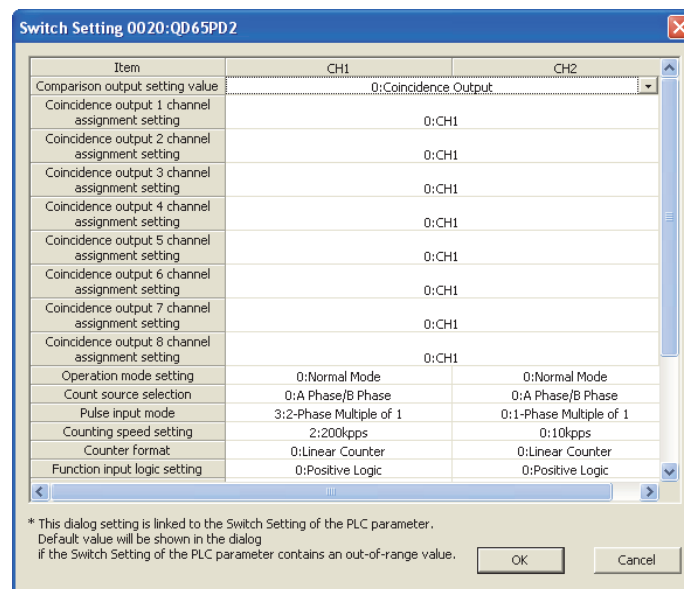 Switch Setting 0020:QD65PD2
Item CH1 CH2
Comparison output setting value 0:Coincidence Output
Coincidence output 1 channel
assignment setting 0:CH1
Coincidence output 2 channel
assignment setting 0:CH1
Coincidence output 3 channel
assignment setting 0:CH1
Coincidence output 4 channel
assignment setting 0:CH1
Coincidence output 5 channel
assignment setting 0:CH1
Coincidence output 6 channel
assignment setting 0:CH1
Coincidence output 7 channel
assignment setting 0:CH1
Coincidence output 8 channel
assignment setting 0:CH1
Operation mode setting 0:Normal Mode 0:Normal Mode
Count source selection 0:A Phase/B Phase 0:A Phase/B Phase
Pulse input mode 3:2-Phase Multiple of 1 0:1-Phase Multiple of 1
Counting speed setting 2:200kpps 0:10kpps
Counter format 0:Linear Counter 0:Linear Counter
Function input logic setting 0:Positive Logic 0:Positive Logic
* This dialog setting is linked to the Switch Setting of the PLC parameter.
Default value will be shown in the
dialog
if the Switch Setting of the PLC parameter contains an out-of-range value.
OK Cancel